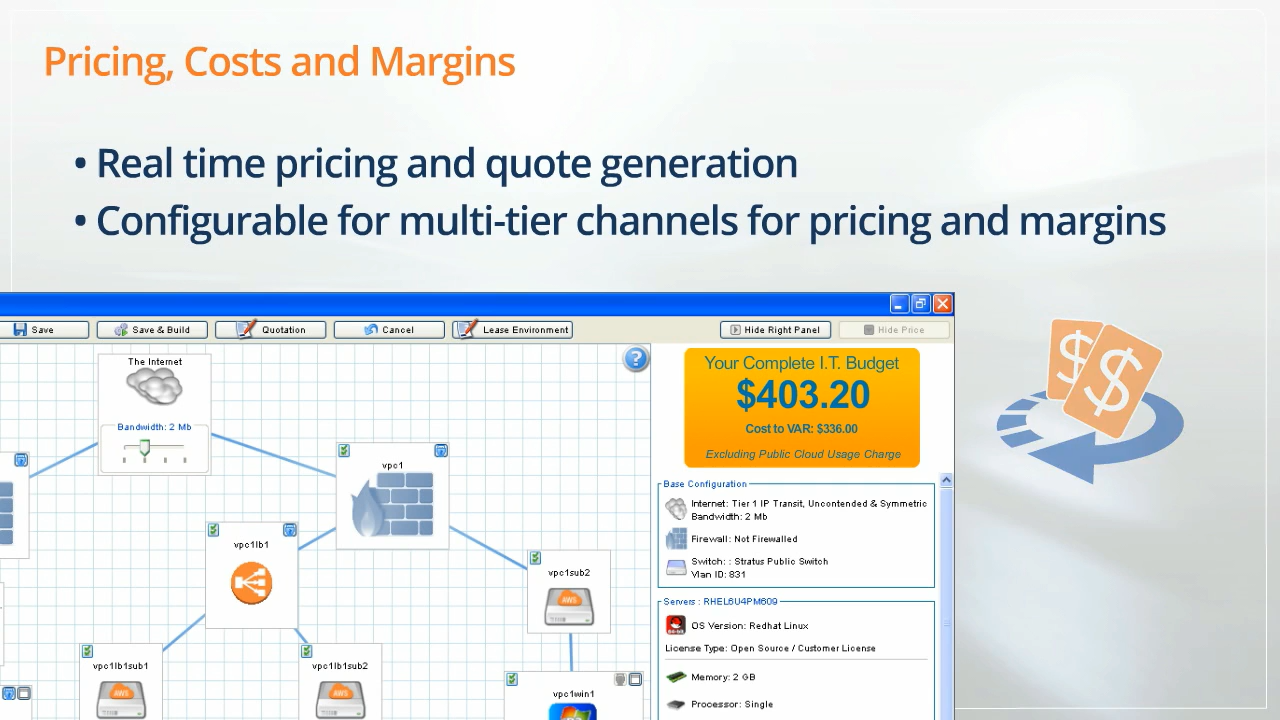 Pricing, Costs and Margins
• Real time pricing and quote generation
• Configurable for multi-tier channels for pricing and margins
Save
Save & Build
Quotation
Cancel
Lease Environment
Hide Right Panel
Hide Price
The Internet
Bandwidth: 2 Mb
vpc1
vpc1lb1
vpc1sub2
AWS
vpc1lb1sub1
AWS
vpc1lb1sub2
AWS
vpc1win1
?
Your Complete I.T. Budget
$403.20
Cost to VAR: $336.00
Excluding Public Cloud Usage Charge
Base Configuration
Internet: Tier 1 IP Transit, Uncontended & Symmetric
Bandwidth: 2 Mb
Firewall: Not Firewalled
Switch: : Stratus Public Switch
Vlan ID: 831
Servers : RHEL6U4PM609
OS Version: Redhat Linux
License Type: Open Source / Customer License
Memory: 2 GB
Processor: Single
$
$